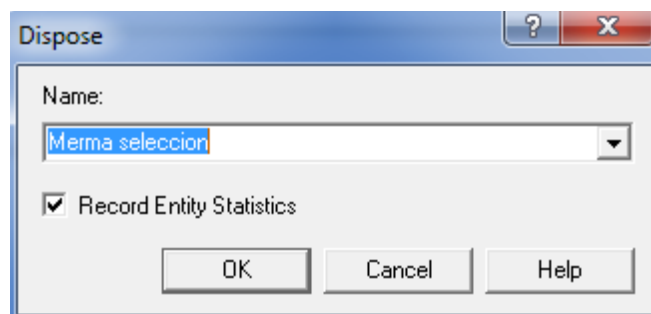 Dispose
Name:
Merma seleccion
Record Entity Statistics
OK Cancel Help